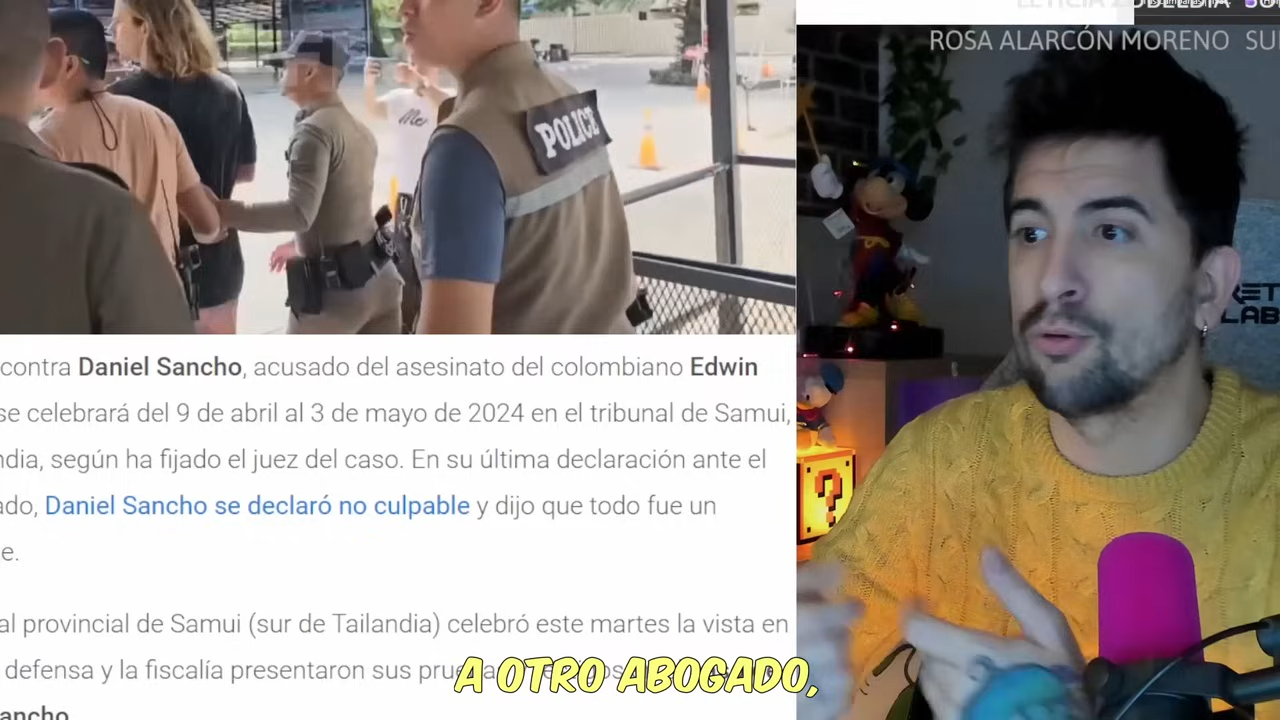 POLICE
Me
contra Daniel Sancho, acusado del asesinato del colombiano Edwin
se celebrará del 9 de abril al 3 de mayo de 2024 en el tribunal de Samui,
ndia, según ha fijado el juez del caso. En su última declaración ante el
ado, Daniel Sancho se declaró no culpable y dijo que todo fue un
e.
al provincial de Samui (sur de Tailandia) celebró este martes la vista en
defensa y la fiscalía presentaron sus
ancho
ROSA ALARCÓN MORENO SU
?
RET
LAB
A OTRO ABOGADO,